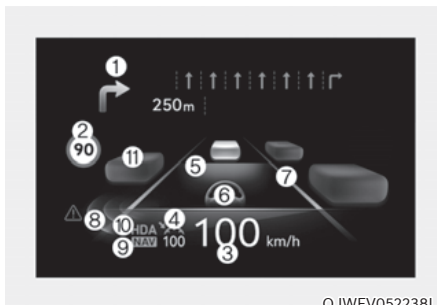 ①
250m
②
90
⑪
⑤
⑦
⑥
⑧
⑩ HDA
④
⑨ NAV 100
100 km/h
③
OJWEV052238L